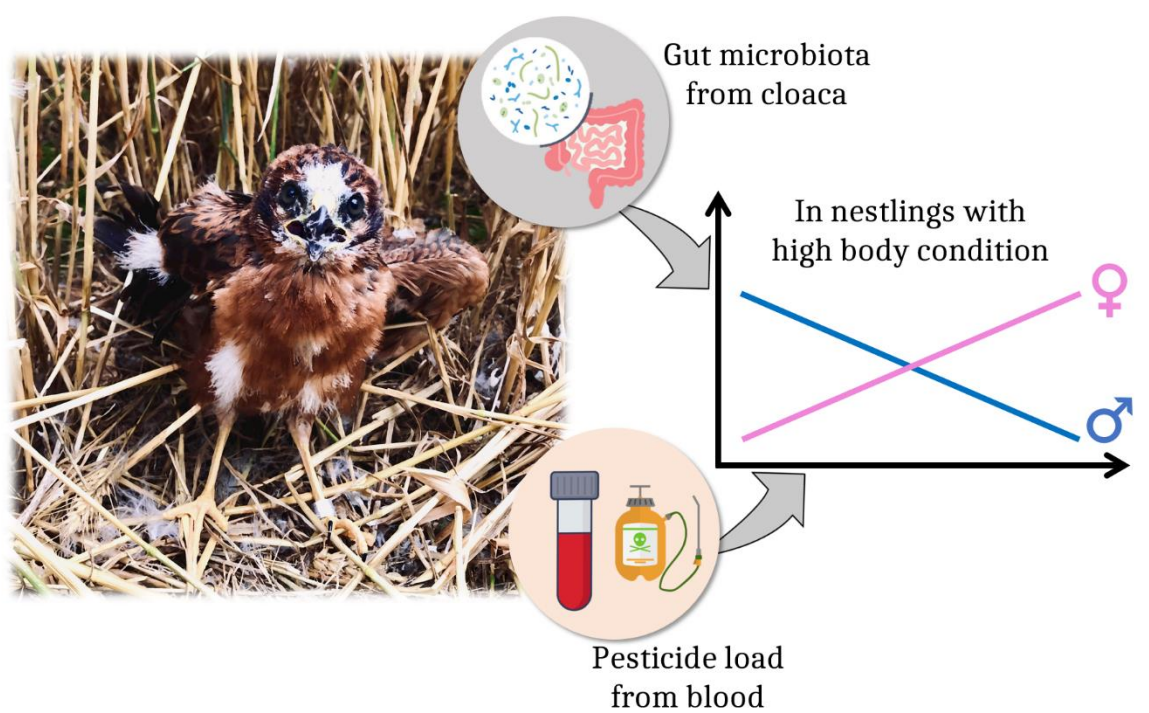 Gut microbiota
from cloaca
In nestlings with
high body condition
♀
♂
Pesticide load
from blood